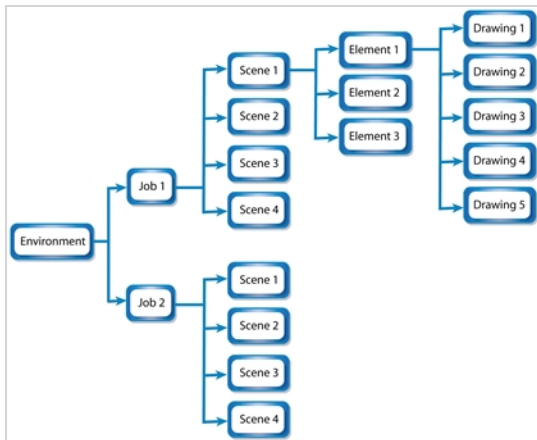 Environment
Job 1
Scene 1
Element 1
Drawing 1
Drawing 2
Drawing 3
Drawing 4
Drawing 5
Element 2
Element 3
Scene 2
Scene 3
Scene 4
Job 2
Scene 1
Scene 2
Scene 3
Scene 4